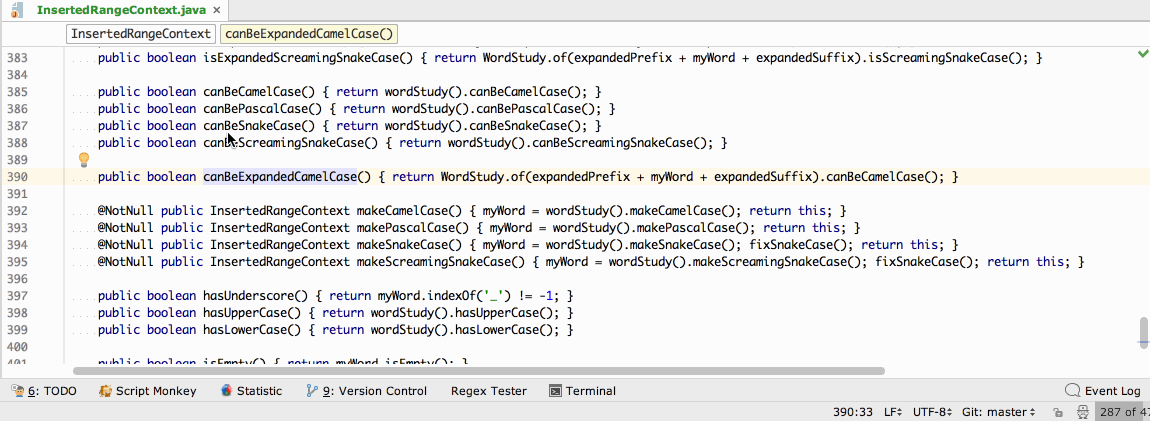 InsertedRangeContext.java ×
InsertedRangeContext canBeExpandedCamelCase()
383 public boolean isExpandedScreamingSnakeCase() { return WordStudy.of(expandedPrefix + myWord + expandedSuffix).isScreamingSnakeCase(); }
384
385 public boolean canBeCamelCase() { return wordStudy().canBeCamelCase(); }
386 public boolean canBePascalCase() { return wordStudy().canBePascalCase(); }
387 public boolean canBeSnakeCase() { return wordStudy().canBeSnakeCase(); }
388 public boolean canBeScreamingSnakeCase() { return wordStudy().canBeScreamingSnakeCase(); }
389
390 public boolean canBeExpandedCamelCase() { return WordStudy.of(expandedPrefix + myWord + expandedSuffix).canBeCamelCase(); }
391
392 @NotNull public InsertedRangeContext makeCamelCase() { myWord = wordStudy().makeCamelCase(); return this; }
393 @NotNull public InsertedRangeContext makePascalCase() { myWord = wordStudy().makePascalCase(); return this; }
394 @NotNull public InsertedRangeContext makeSnakeCase() { myWord = wordStudy().makeSnakeCase(); fixSnakeCase(); return this; }
395 @NotNull public InsertedRangeContext makeScreamingSnakeCase() { myWord = wordStudy().makeScreamingSnakeCase; fixSnakeCase(); return this; }
396
397 public boolean hasUnderscore() { return myWord.indexOf('_') != -1; }
398 public boolean hasUpperCase() { return wordStudy().hasUpperCase(); }
399 public boolean hasLowerCase() { return wordStudy().hasLowerCase(); }
400
401 public boolean isEmpty() { return myWord.isEmpty(); }
6: TODO Script Monkey Statistic 9: Version Control Regex Tester Terminal Event Log
390:33 LF UTF-8 Git: master 287 of 47